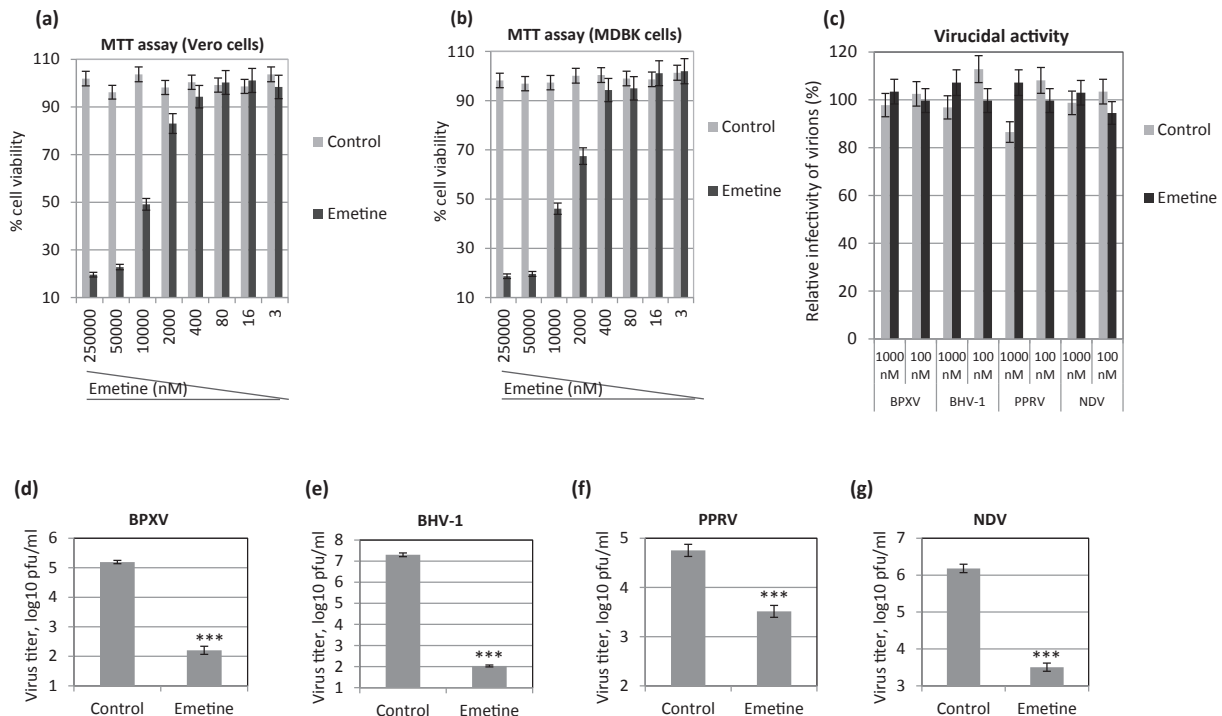 (a)
MTT assay (Vero cells)
% cell viability
110
90
70
50
30
10
250000
50000
10000
2000
400
80
16
3
Emetine (nM)
Control
Emetine
(b)
MTT assay (MDBK cells)
% cell viability
110
90
70
50
30
10
250000
50000
10000
2000
400
80
16
3
Emetine (nM)
Control
Emetine
(c)
Virucidal activity
Relative infectivity of virions (%)
120
100
80
60
40
20
0
1000 100 1000 100 1000 100 1000 100
nM nM nM nM nM nM nM nM
BPXV BHV-1 PPRV NDV
Control
Emetine
(d)
BPXV
Virus titer, log10 pfu/ml
6
5
4
3
2
1
***
Control Emetine
(e)
BHV-1
Virus titer, log10 pfu/ml
7
6
5
4
3
2
1
***
Control Emetine
(f)
PPRV
Virus titer, log10 pfu/ml
5
4
3
2
***
Control Emetine
(g)
NDV
Virus titer, log10 pfu/ml
7
6
5
4
3
***
Control Emetine